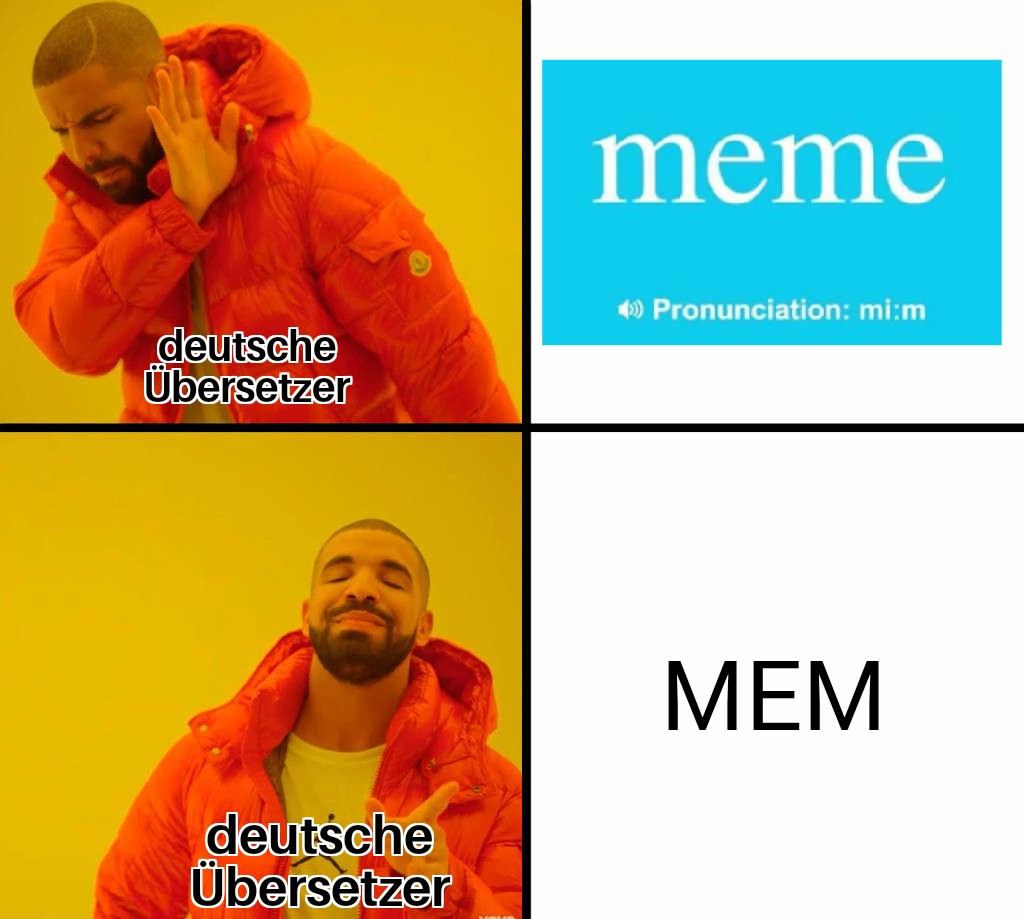 meme
Pronunciation: mi:m
deutsche
Übersetzer
MEM
deutsche
Übersetzer